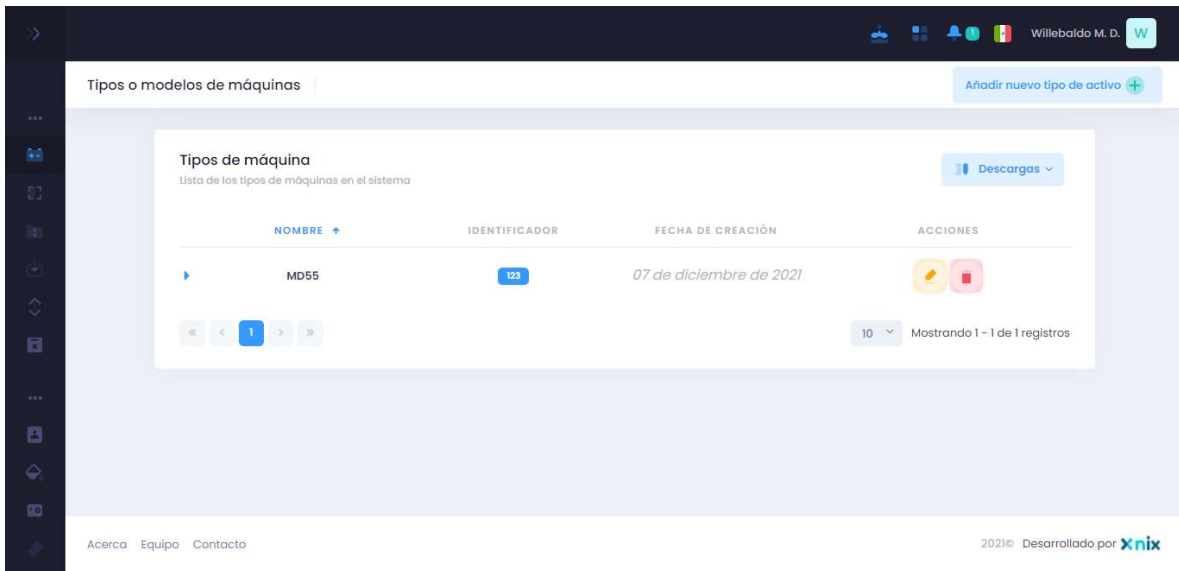 1 Willebaldo M. D. W
Tipos o modelos de máquinas Añadir nuevo tipo de activo
Tipos de máquina
Lista de los tipos de máquinas en el sistema
Descargas
NOMBRE IDENTIFICADOR FECHA DE CREACIÓN ACCIONES
MD55 123 07 de diciembre de 2021
1 10 Mostrando 1 - 1 de 1 registros
Acerca Equipo Contacto 2021© Desarrollado por Xnix